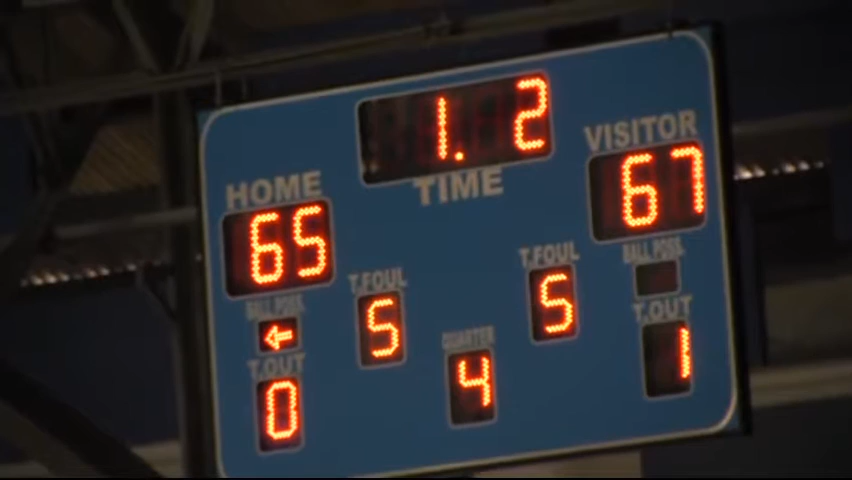 1.2
TIME
HOME
VISITOR
65
67
BALL POSS.
T.FOUL
T.FOUL
BALL POSS.
←
5
5
T.OUT
QUARTER
T.OUT
0
4
1